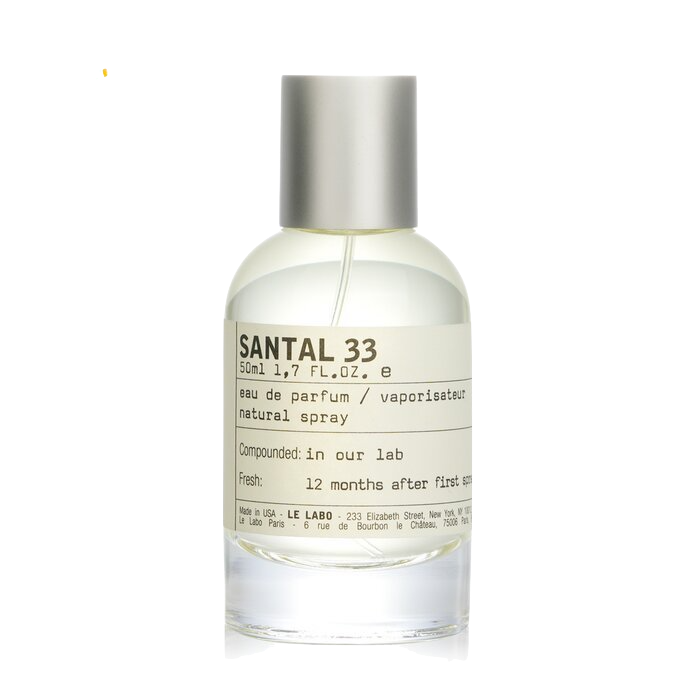 SANTAL 33
50ml 1,7 FL.OZ. e
eau de parfum / vaporisateur
natural spray
Compounded: in our lab
Fresh: 12 months after first
Made in USA - LE LABO - 233 Elizabeth Street, New York, NY
Le Labo Paris - 6 rue de Bourbon le Château, 75006